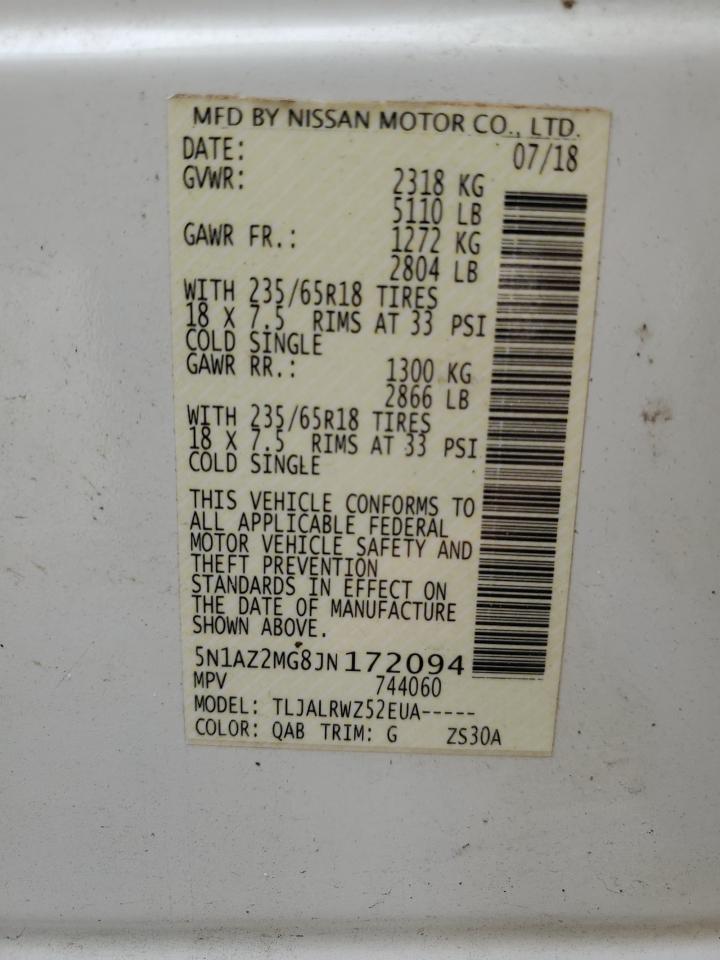 MFD BY NISSAN MOTOR CO., LTD.
DATE: 07/18
GVWR: 2318 KG
5110 LB
GAWR FR.: 1272 KG
2804 LB
WITH 235/65R18 TIRES
18 X 7.5 RIMS AT 33 PSI
COLD SINGLE
GAWR RR.: 1300 KG
2866 LB
WITH 235/65R18 TIRES
18 X 7.5 RIMS AT 33 PSI
COLD SINGLE
THIS VEHICLE CONFORMS TO
ALL APPLICABLE FEDERAL
MOTOR VEHICLE SAFETY AND
THEFT PREVENTION
STANDARDS IN EFFECT ON
THE DATE OF MANUFACTURE
SHOWN ABOVE.
5N1AZ2MG8JN172094
MPV 744060
MODEL: TLJALRWZ52EUA-----
COLOR: QAB TRIM: G ZS30A